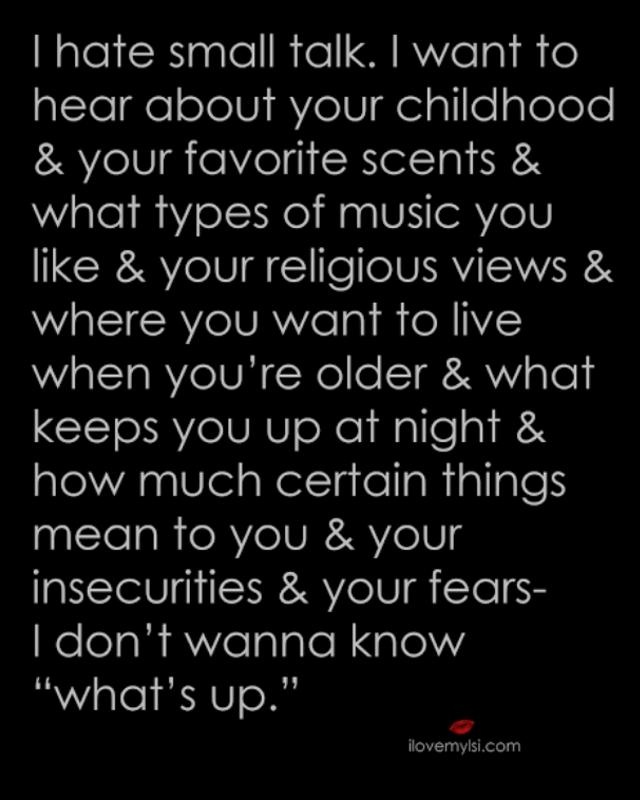 I hate small talk. I want to
hear about your childhood
& your favorite scents &
what types of music you
like & your religious views &
where you want to live
when you’re older & what
keeps you up at night &
how much certain things
mean to you & your
insecurities & your fears-
I don’t wanna know
“what’s up.”
ilovemylsi.com